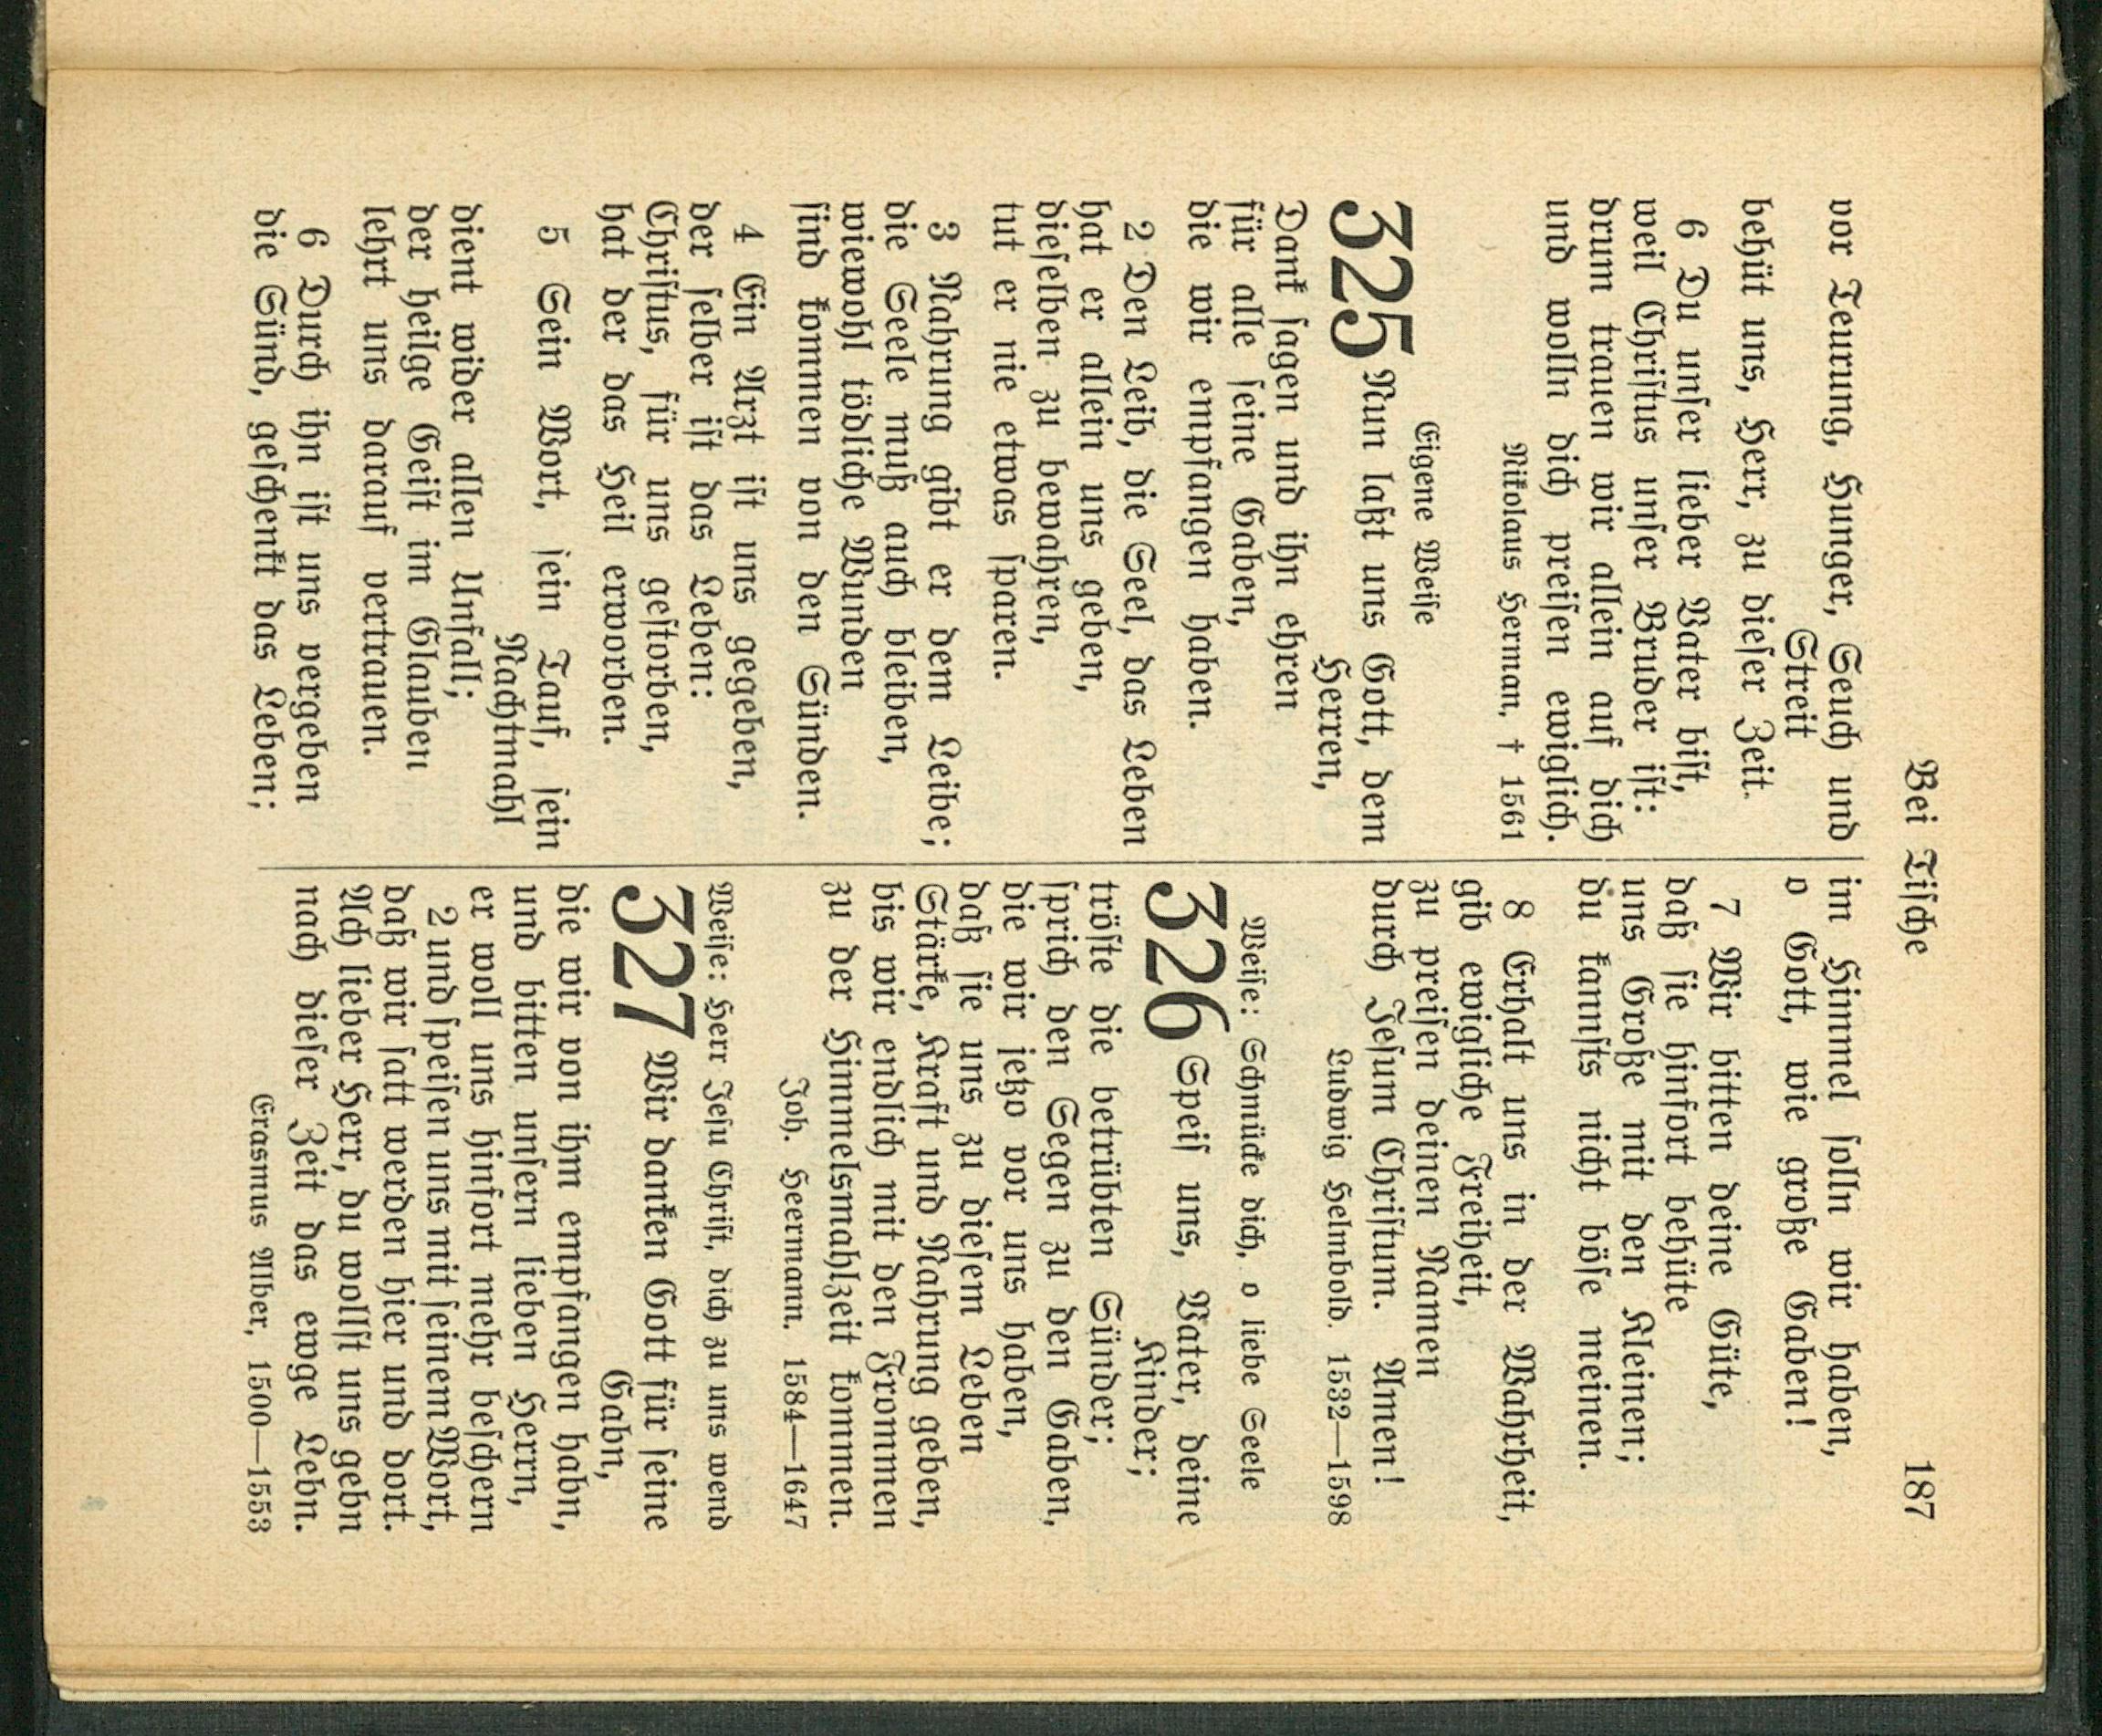 Bei Tiſche 187
vor Teurung, Hunger, Seuch und
Streit
behüt uns, Herr, zu dieſer Zeit.
6 Du unſer lieber Vater biſt,
weil Chriſtus unſer Bruder iſt:
drum trauen wir allein auf dich
und wolln dich preiſen ewiglich.
Nikolaus Herman, † 1561
Eigene Weiſe
325 Nun laßt uns Gott, dem
Herren,
Dank ſagen und ihn ehren
für alle ſeine Gaben,
die wir empfangen haben.
2 Den Leib, die Seel, das Leben
hat er allein uns geben,
dieſelben zu bewahren,
tut er nie etwas ſparen.
3 Nahrung gibt er dem Leibe;
die Seele muß auch bleiben,
wiewohl tödliche Wunden
ſind kommen von den Sünden.
4 Ein Arzt iſt uns gegeben,
der ſelber iſt das Leben:
Chriſtus, für uns geſtorben,
hat der das Heil erworben.
5 Sein Wort, ſein Tauf, ſein
Nachtmahl
dient wider allen Unfall;
der heilge Geiſt im Glauben
lehrt uns darauf vertrauen.
6 Durch ihn iſt uns vergeben
die Sünd, geſchenkt das Leben;
im Himmel ſolln wir haben,
o Gott, wie große Gaben!
7 Wir bitten deine Güte,
daß ſie hinfort behüte
uns Große mit den Kleinen;
du kannſts nicht böſe meinen.
8 Erhalt uns in der Wahrheit,
gib ewigliche Freiheit,
zu preiſen deinen Namen
durch Jeſum Chriſtum. Amen!
Ludwig Helmbold. 1532—1598
Weiſe: Schmücke dich, o liebe Seele
326 Speiſ uns, Vater, deine
Kinder;
tröſte die betrübten Sünder;
ſprich den Segen zu den Gaben,
die wir jetzo vor uns haben,
daß ſie uns zu dieſem Leben
Stärke, Kraft und Nahrung geben,
bis wir endlich mit den Frommen
zu der Himmelsmahlzeit kommen.
Joh. Heermann. 1584—1647
Weiſe: Herr Jeſu Chriſt, dich zu uns wend
327 Wir danken Gott für ſeine
Gabn,
die wir von ihm empfangen habn,
und bitten unſern lieben Herrn,
er woll uns hinfort mehr beſchern
2 und ſpeiſen uns mit ſeinem Wort,
daß wir ſatt werden hier und dort.
Ach lieber Herr, du wollſt uns gebn
nach dieſer Zeit das ewge Lebn.
Erasmus Alber, 1500—1553